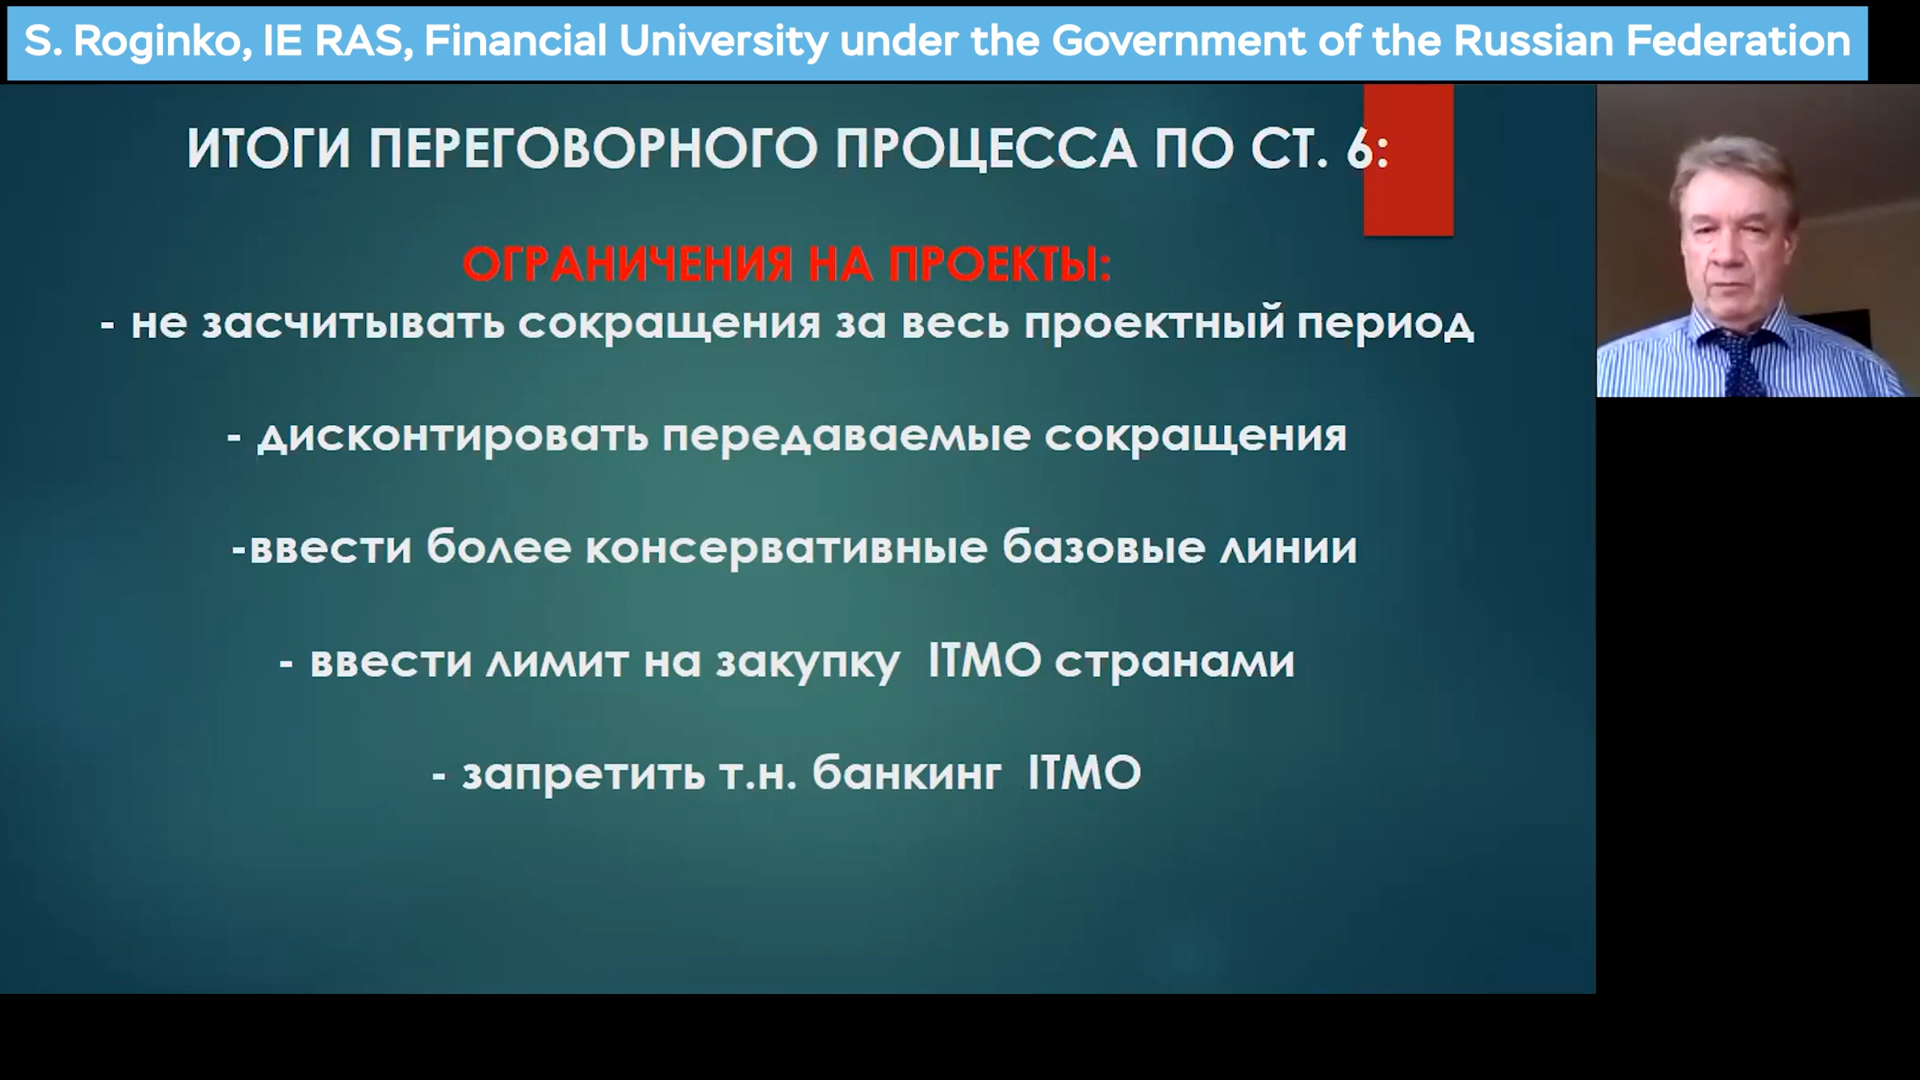 S. Roginko, IE RAS, Financial University under the Government of the Russian Federation
ИТОГИ ПЕРЕГОВОРНОГО ПРОЦЕССА ПО СТ. 6:
ОГРАНИЧЕНИЯ НА ПРОЕКТЫ:
- не засчитывать сокращения за весь проектный период
- дисконтировать передаваемые сокращения
-ввести более консервативные базовые линии
- ввести лимит на закупку ITMO странами
- запретить т.н. банкинг ITMO